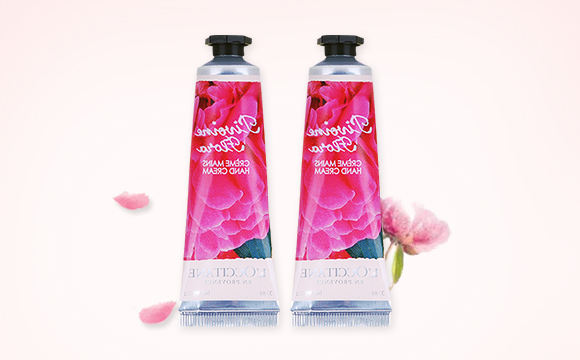 Pivoine
Flora
CRÈME MAINS
HAND CREAM
L'OCCITANE
EN PROVENCE
Pivoine
Flora
CRÈME MAINS
HAND CREAM
L'OCCITANE
EN PROVENCE